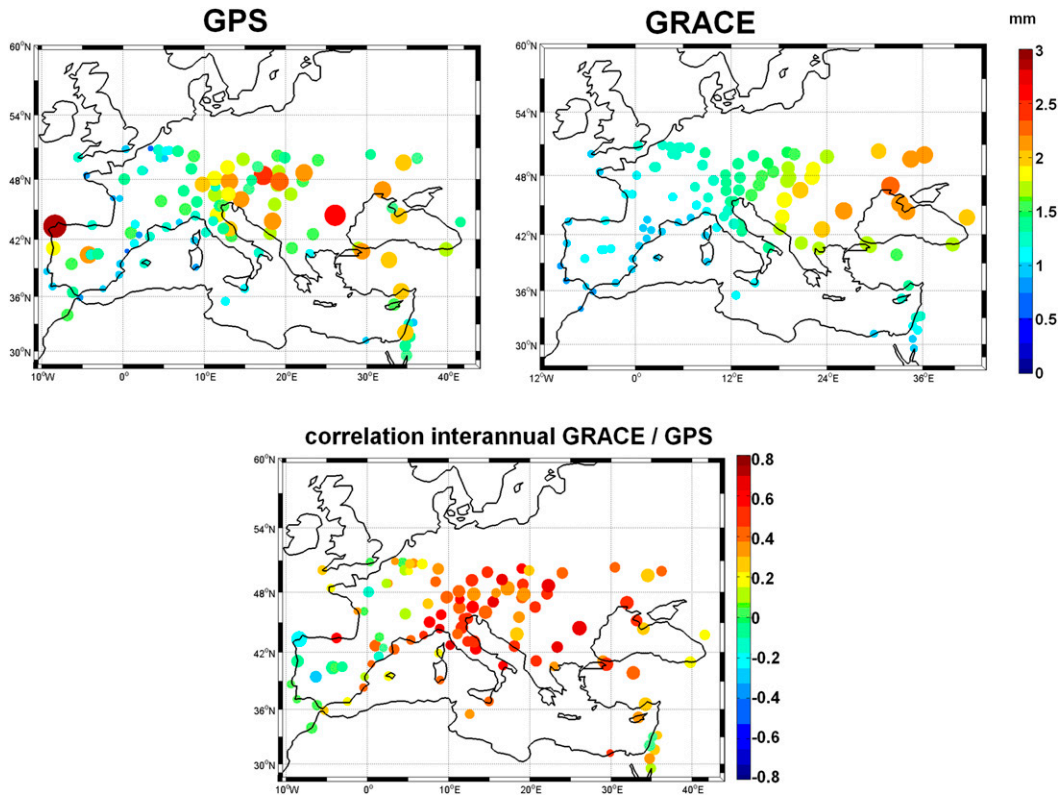 GPS
GRACE
mm
60°N
54°N
48°N
42°N
36°N
30°N
10°W
0°
10°E
20°E
30°E
40°E
60°N
54°N
48°N
42°N
36°N
30°N
12°W
0°
12°E
24°E
36°E
3
2.5
2
1.5
1
0.5
0
correlation interannual GRACE / GPS
60°N
54°N
48°N
42°N
36°N
30°N
10°W
0°
10°E
20°E
30°E
40°E
0.8
0.6
0.4
0.2
0
-0.2
-0.4
-0.6
-0.8